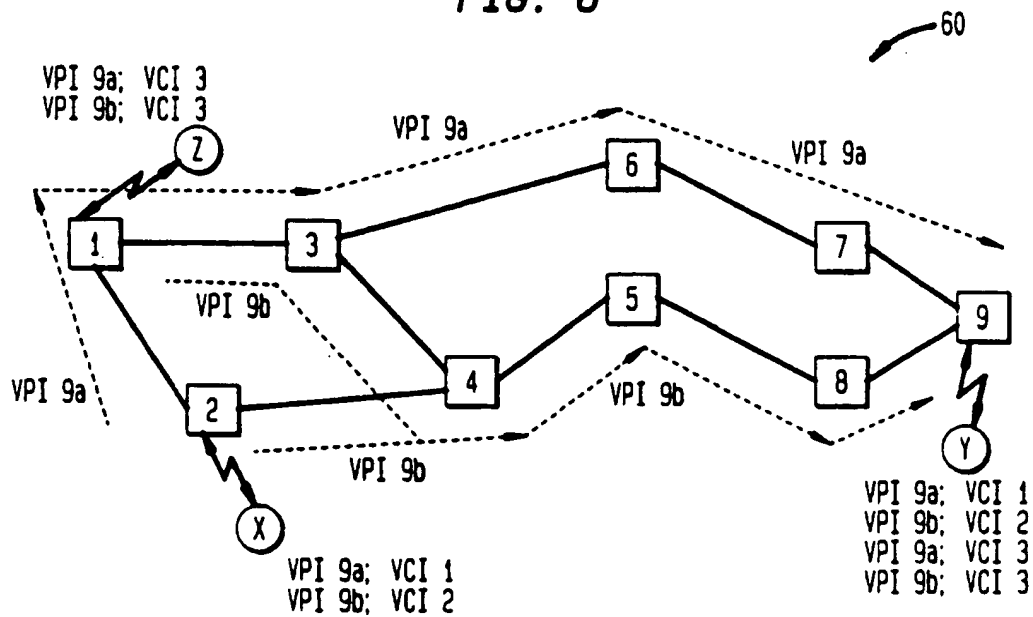 60
VPI 9a; VCI 3
VPI 9b; VCI 3
Z
VPI 9a
VPI 9a
6
1
3
7
VPI 9b
5
9
VPI 9a
2
4
VPI 9b
8
VPI 9b
Y
X
VPI 9a; VCI 1
VPI 9b; VCI 2
VPI 9a; VCI 3
VPI 9b; VCI 3
VPI 9a; VCI 1
VPI 9b; VCI 2